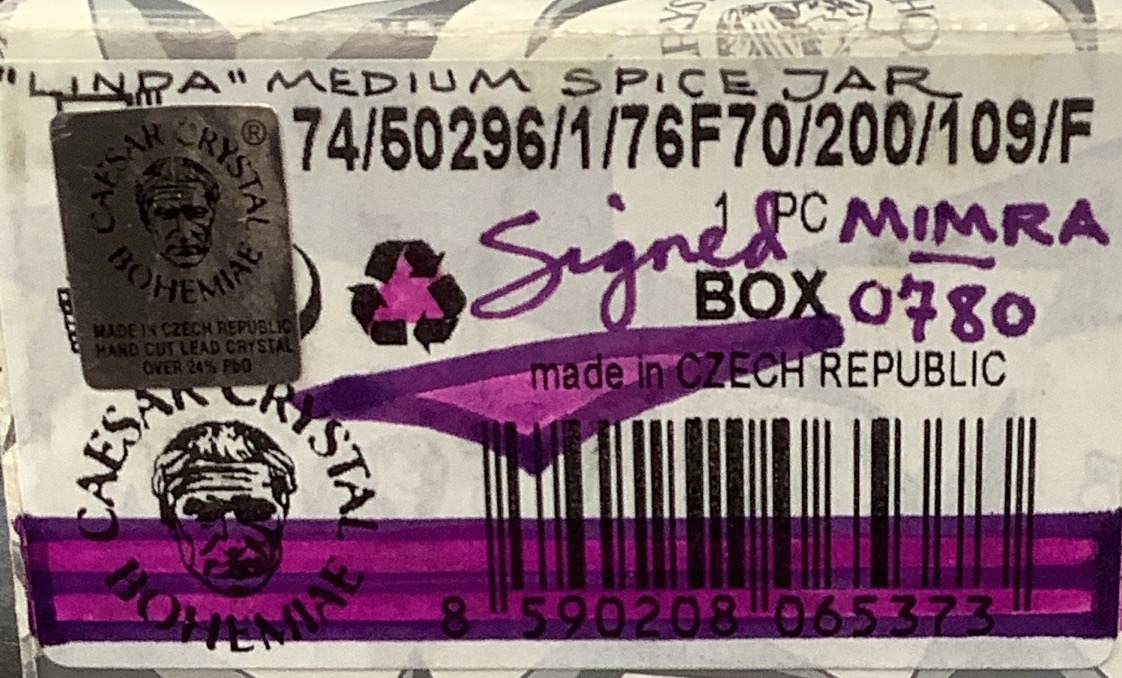 "LINDA" MEDIUM SPICE JAR
74/50296/1/76F70/200/109/F
CAESAR CRYSTAL ®
BOHEMIAE
MADE IN CZECH REPUBLIC
HAND CUT LEAD CRYSTAL
OVER 24% PbO
1 PC
Signed MIMRA
BOX 0780
made in CZECH REPUBLIC
CAESAR CRYSTAL
BOHEMIAE
8 590208 065373